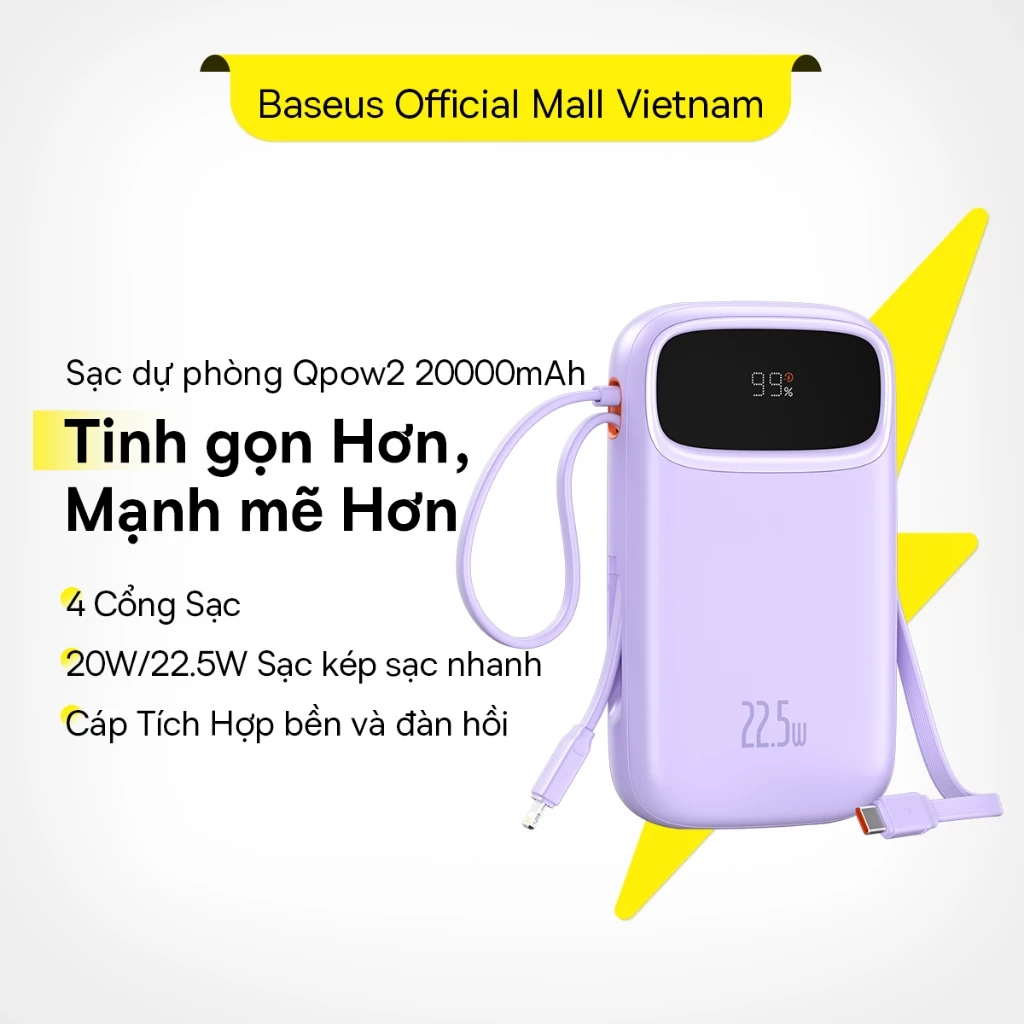 Baseus Official Mall Vietnam
Sạc dự phòng Qpow2 20000mAh
Tinh gọn Hơn,
Mạnh mẽ Hơn
4 Cổng Sạc
20W/22.5W Sạc kép sạc nhanh
Cáp Tích Hợp bền và đàn hồi
99%
22.5w